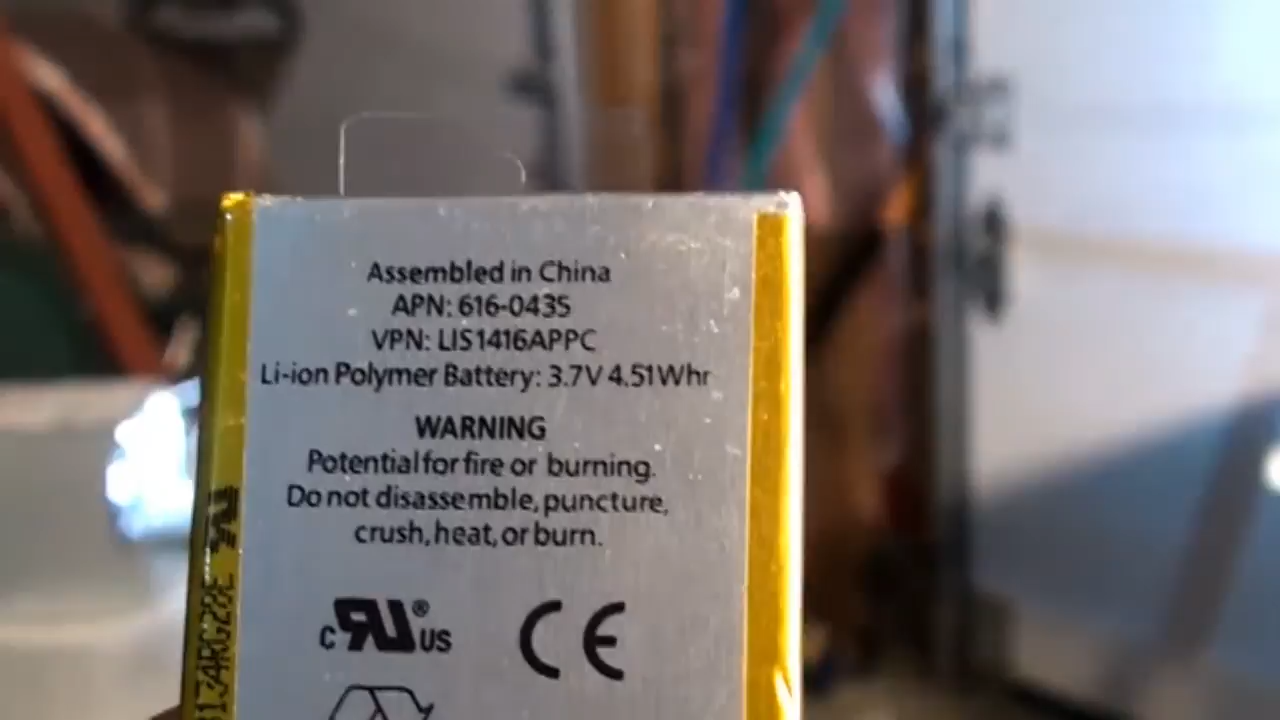 Assembled in China
APN: 616-0435
VPN: LIS1416APPC
Li-ion Polymer Battery: 3.7V 4.51Whr
WARNING
Potential for fire or burning.
Do not disassemble, puncture,
crush, heat, or burn.
c RU ® US
CE